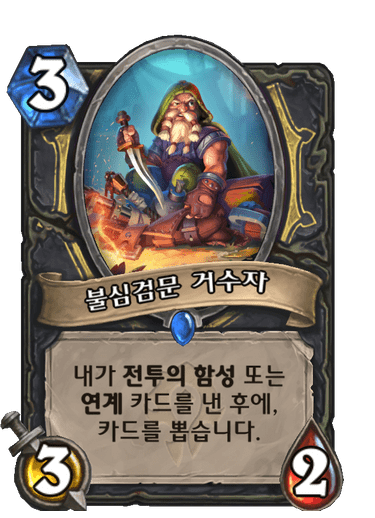 3
불심검문 거수자
내가 전투의 함성 또는
연계 카드를 낸 후에,
카드를 뽑습니다.
3
2